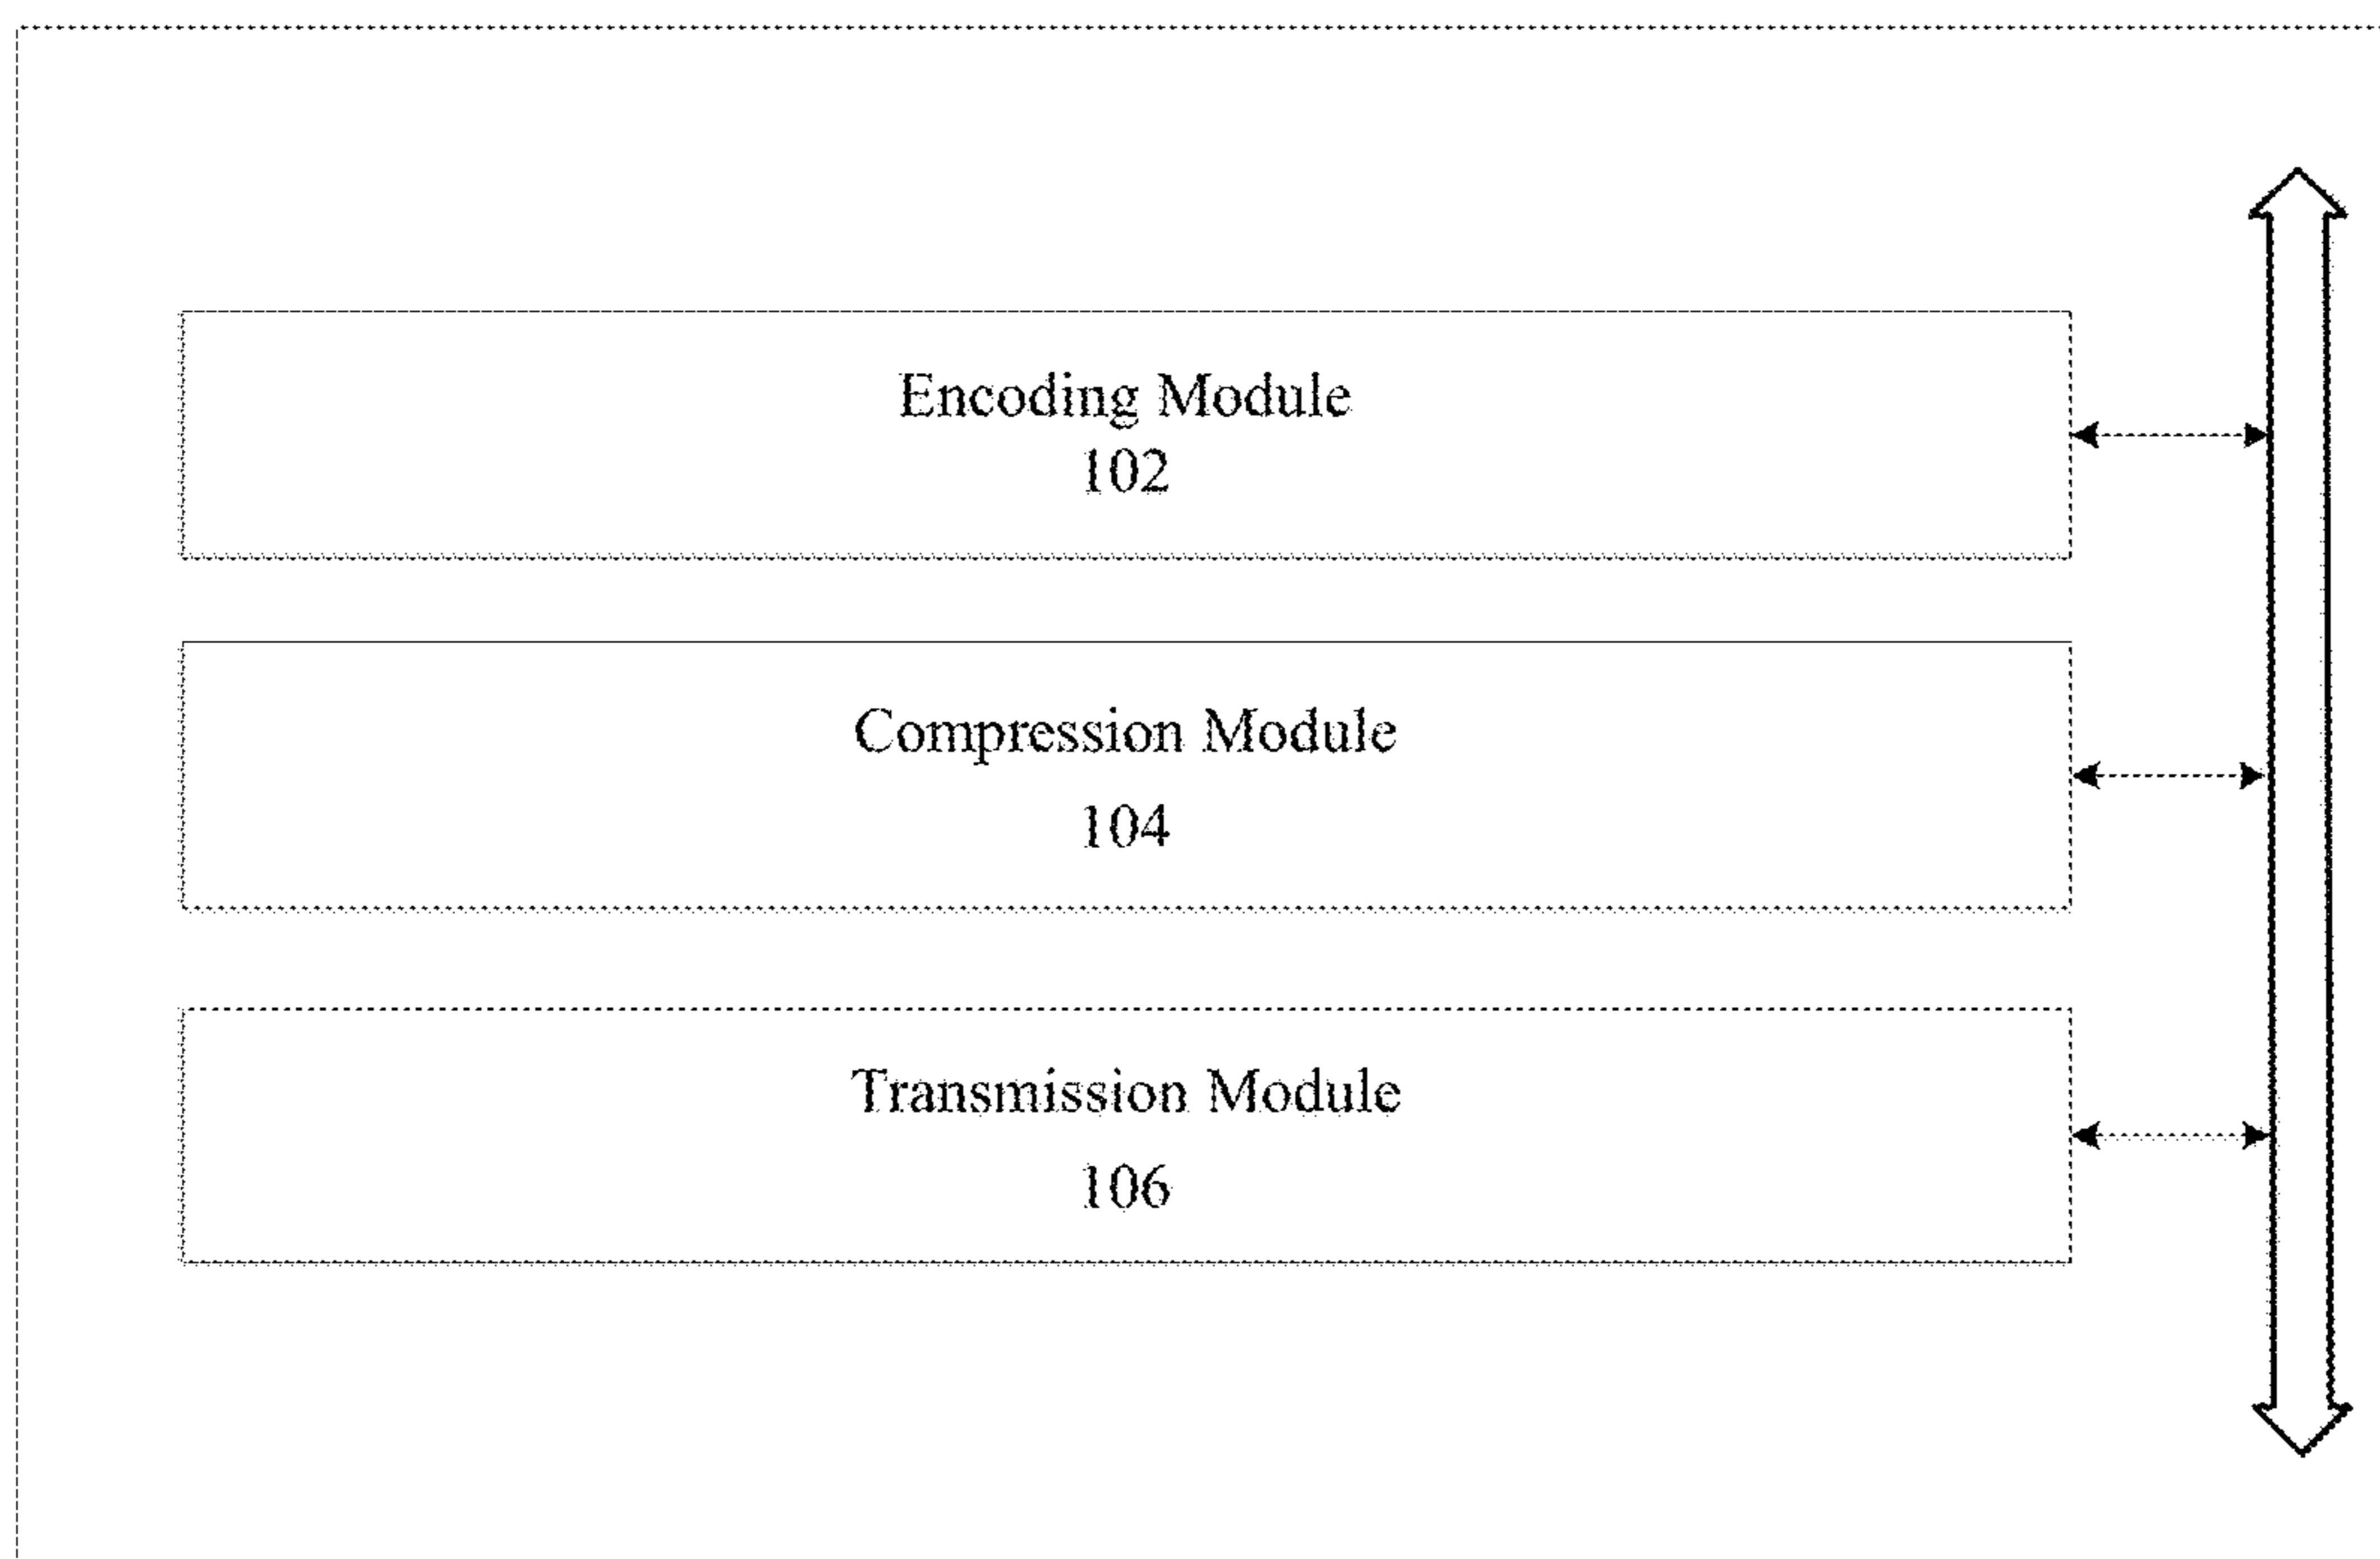 Encoding Module
102
Compression Module
104
Transmission Module
106